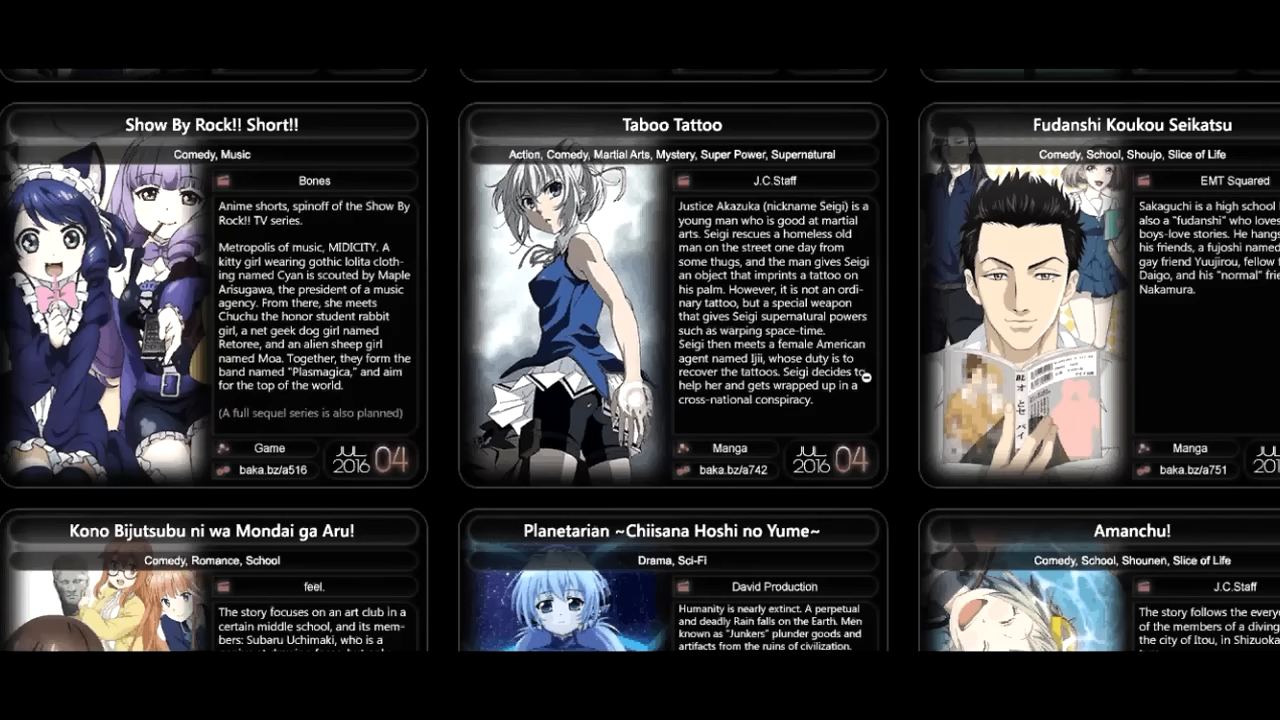 Show By Rock!! Short!!
Comedy, Music
Bones
Anime shorts, spinoff of the Show By
Rock!! TV series.
Metropolis of music, MIDICITY. A
kitty girl wearing gothic lolita cloth-
ing named Cyan is scouted by Maple
Arisugawa, the president of a music
agency. From there, she meets
Chuchu the honor student rabbit
girl, a net geek dog girl named
Retoree, and an alien sheep girl
named Moa. Together, they form the
band named "Plasmagica," and aim
for the top of the world.
(A full sequel series is also planned)
Game
baka.bz/a516
JUL
2016 04
Taboo Tattoo
Action, Comedy, Martial Arts, Mystery, Super Power, Supernatural
J.C.Staff
Justice Akazuka (nickname Seigi) is a
young man who is good at martial
arts. Seigi rescues a homeless old
man on the street one day from
some thugs, and the man gives Seigi
an object that imprints a tattoo on
his palm. However, it is not an ordi-
nary tattoo, but a special weapon
that gives Seigi supernatural powers
such as warping space-time.
Seigi then meets a female American
agent named Ijii, whose duty is to
recover the tattoos. Seigi decides to
help her and gets wrapped up in a
cross-national conspiracy.
Manga
baka.bz/a742
JUL
2016 04
Fudanshi Koukou Seikatsu
Comedy, School, Shoujo, Slice of Life
EMT Squared
Sakaguchi is a high school
also a "fudanshi" who loves
boys-love stories. He hangs
his friends, a fujoshi named
gay friend Yuujirou, fellow
Daigo, and his "normal" frie
Nakamura.
Manga
baka.bz/a751
JUL
201
Kono Bijutsubu ni wa Mondai ga Aru!
Comedy, Romance, School
feel.
The story focuses on an art club in a
certain middle school, and its mem-
bers: Subaru Uchimaki, who is a
Planetarian ~Chiisana Hoshi no Yume~
Drama, Sci-Fi
David Production
Humanity is nearly extinct. A perpetual
and deadly Rain falls on the Earth. Men
known as "Junkers" plunder goods and
artifacts from the ruins of civilization.
Amanchu!
Comedy, School, Shounen, Slice of Life
J.C.Staff
The story follows the every
of the members of a diving
the city of Itou, in Shizuoka